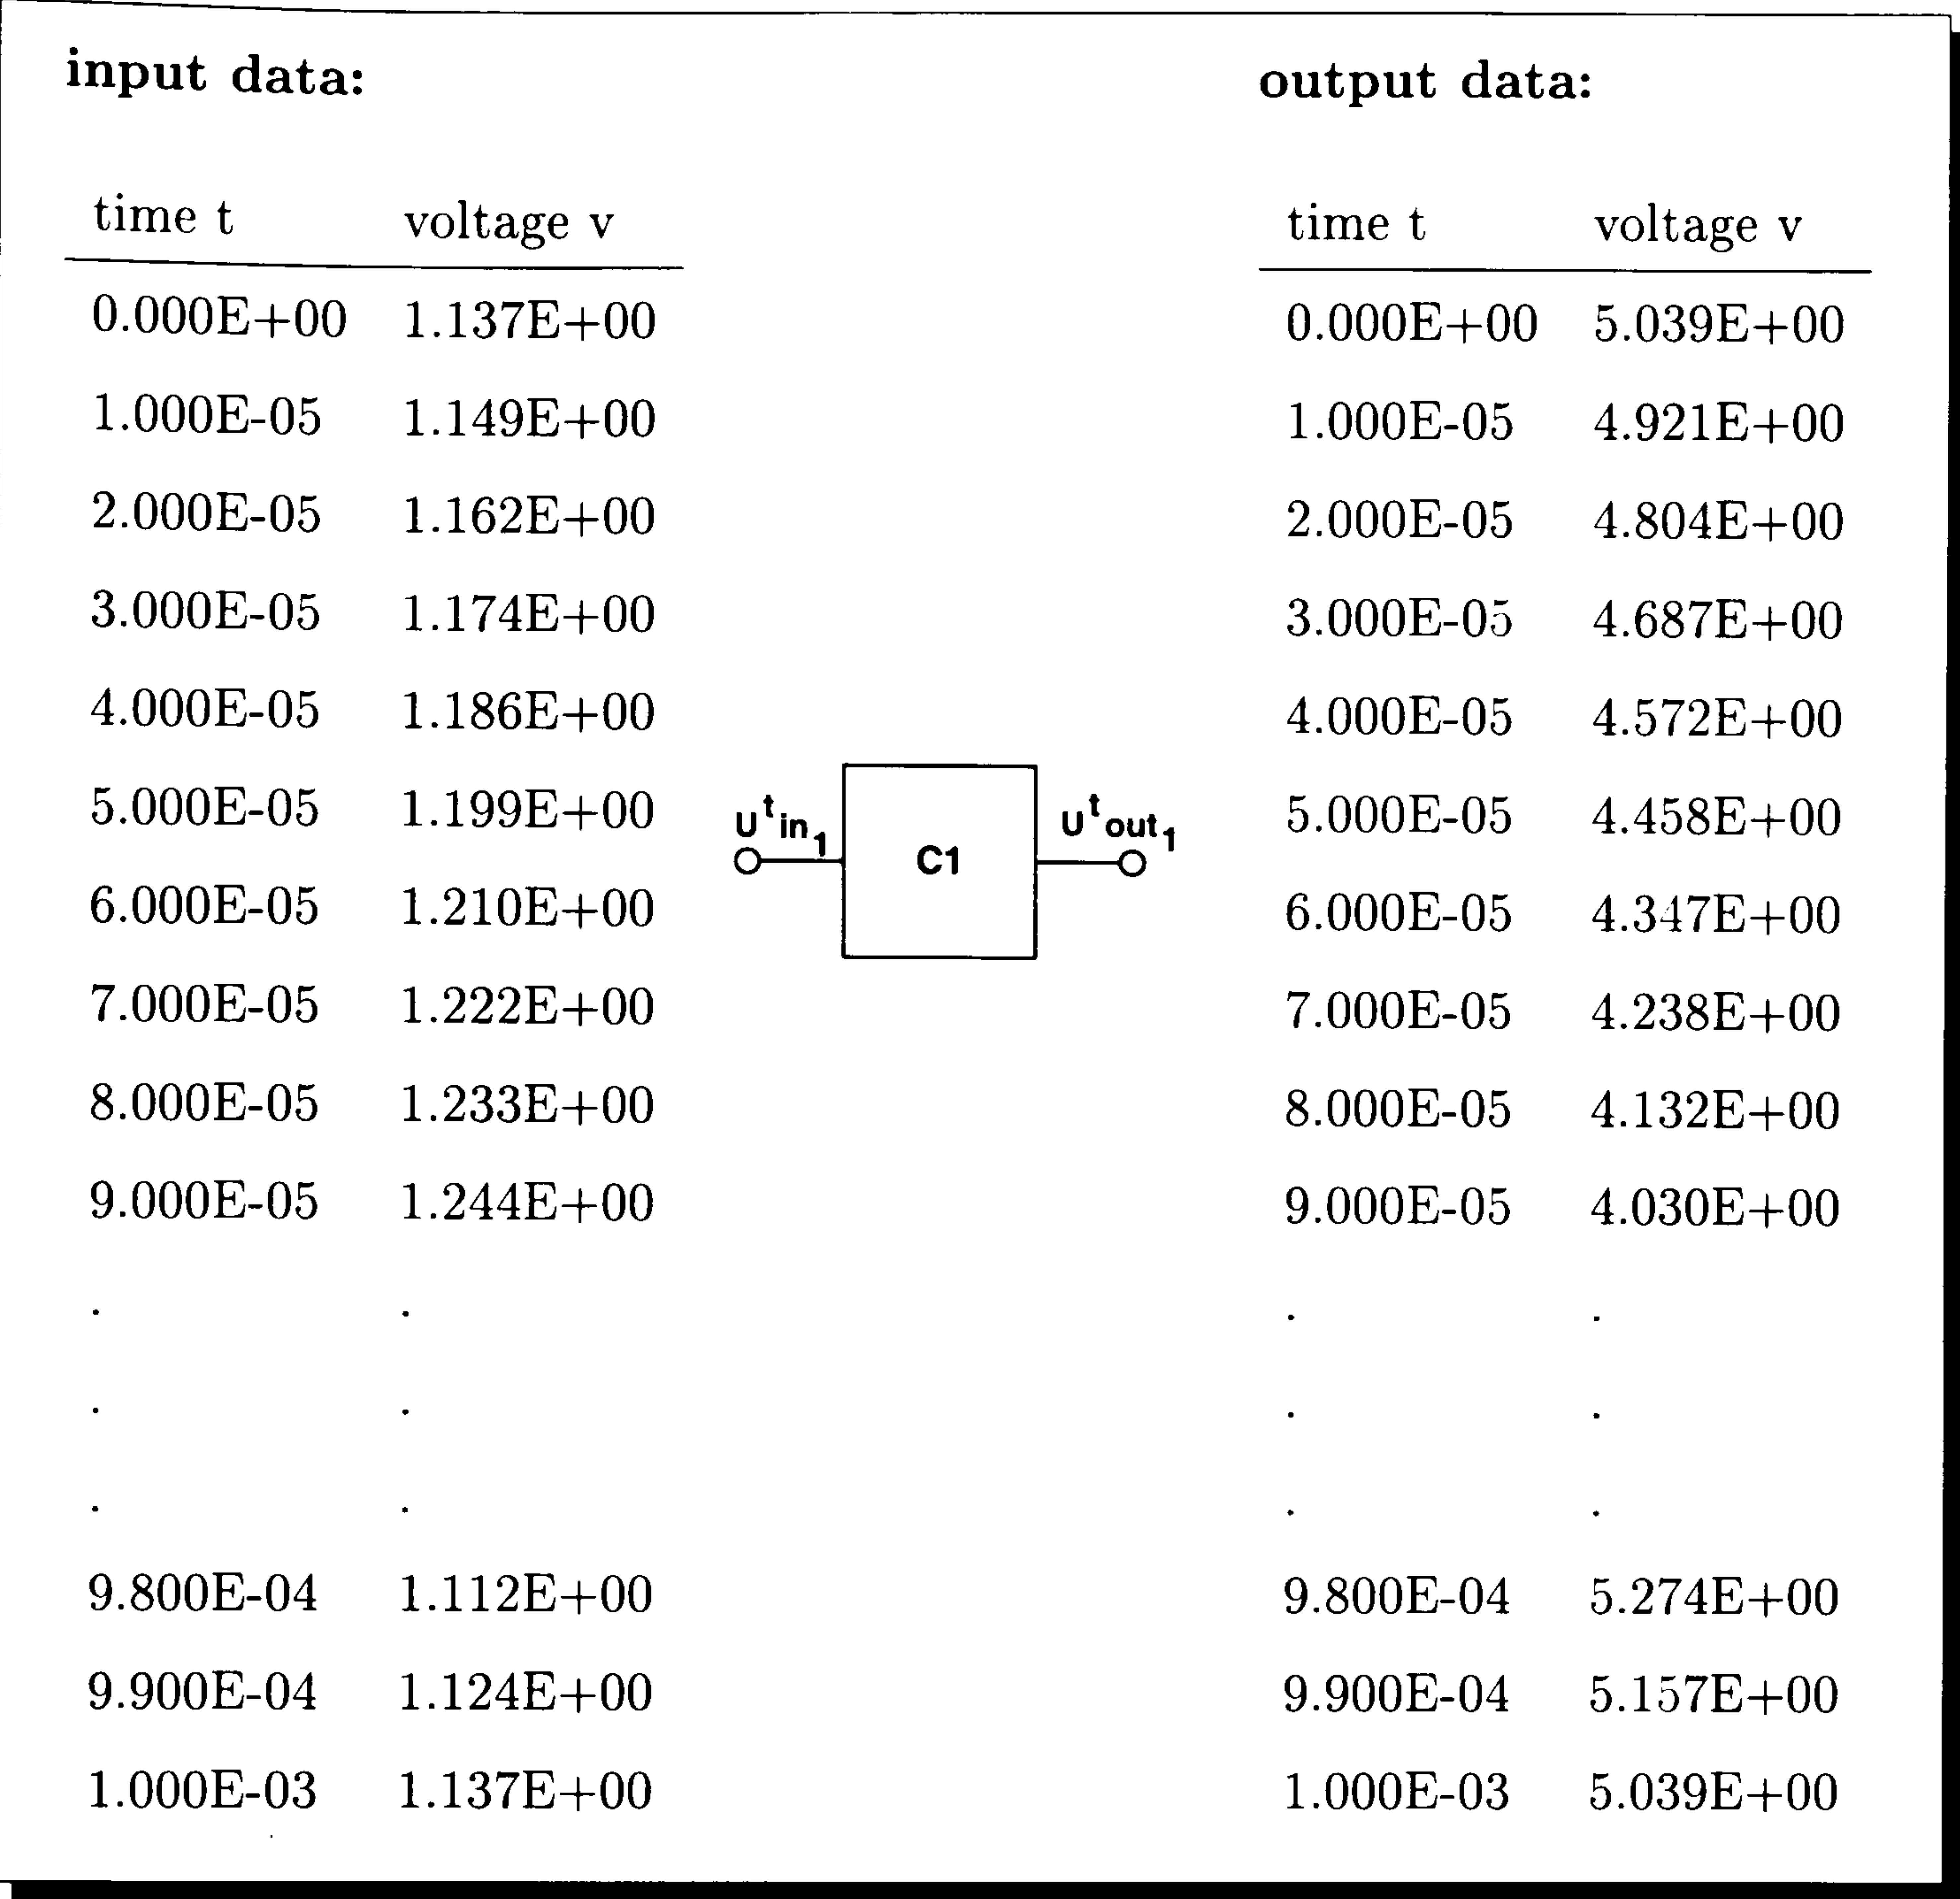 input data: output data:
time t voltage v time t voltage v
0.000E+00 1.137E+00 0.000E+00 5.039E+00
1.000E-05 1.149E+00 1.000E-05 4.921E+00
2.000E-05 1.162E+00 2.000E-05 4.804E+00
3.000E-05 1.174E+00 3.000E-05 4.687E+00
4.000E-05 1.186E+00 4.000E-05 4.572E+00
5.000E-05 1.199E+00 U^t in_1 U^t out_1 5.000E-05 4.458E+00
C1
6.000E-05 1.210E+00 6.000E-05 4.347E+00
7.000E-05 1.222E+00 7.000E-05 4.238E+00
8.000E-05 1.233E+00 8.000E-05 4.132E+00
9.000E-05 1.244E+00 9.000E-05 4.030E+00
. . . .
. . . .
. . . .
9.800E-04 1.112E+00 9.800E-04 5.274E+00
9.900E-04 1.124E+00 9.900E-04 5.157E+00
1.000E-03 1.137E+00 1.000E-03 5.039E+00